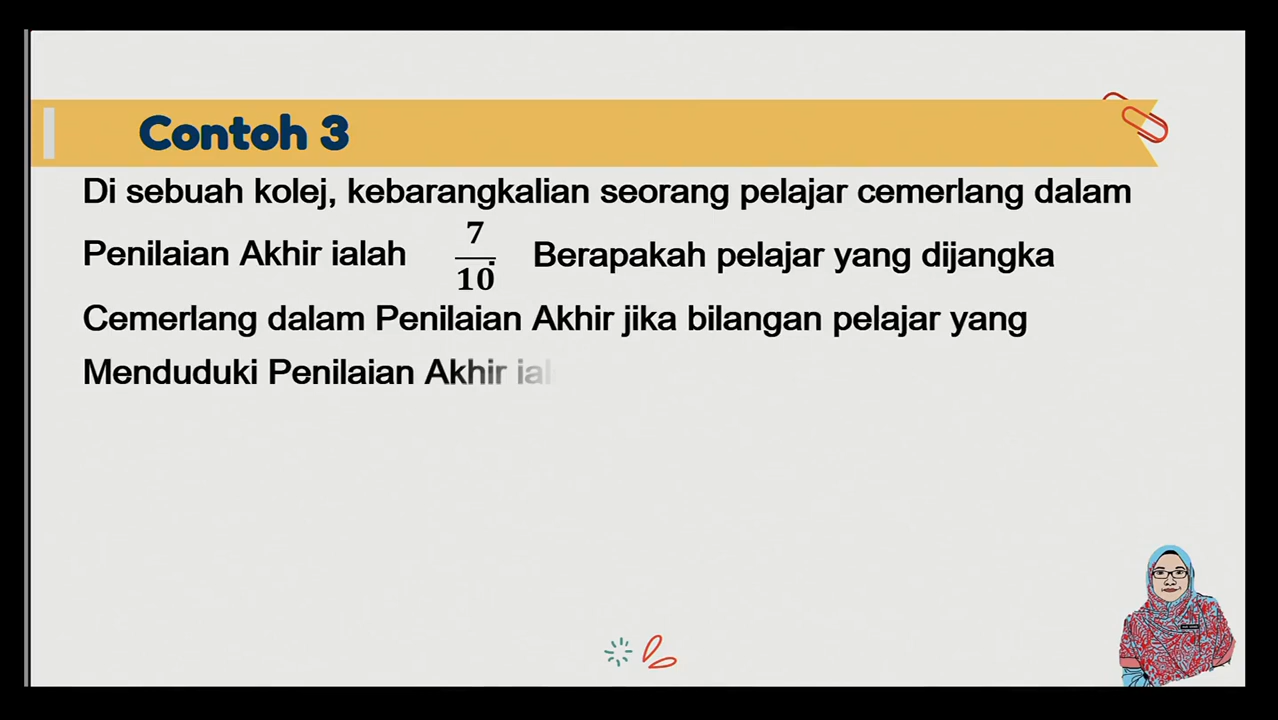 Contoh 3
Di sebuah kolej, kebarangkalian seorang pelajar cemerlang dalam
Penilaian Akhir ialah 7/10. Berapakah pelajar yang dijangka
Cemerlang dalam Penilaian Akhir jika bilangan pelajar yang
Menduduki Penilaian Akhir